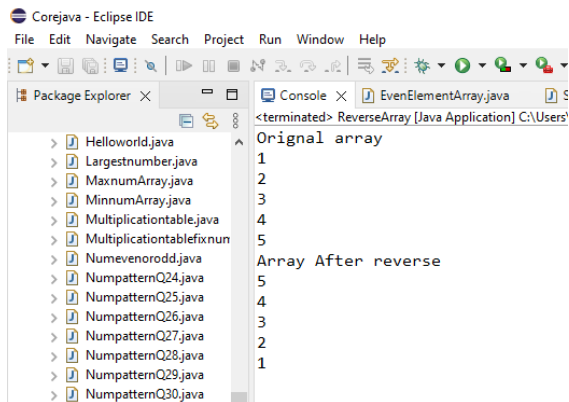 Corejava - Eclipse IDE
File Edit Navigate Search Project Run Window Help
Package Explorer
Console EvenElementArray.java
<terminated> ReverseArray [Java Application] C:\Users\
Helloworld.java
Largestnumber.java
MaxnumArray.java
MinnumArray.java
Multiplicationtable.java
Multiplicationtablefixnum
Numevenorodd.java
NumpatternQ24.java
NumpatternQ25.java
NumpatternQ26.java
NumpatternQ27.java
NumpatternQ28.java
NumpatternQ29.java
NumpatternQ30.java
Orignal array
1
2
3
4
5
Array After reverse
5
4
3
2
1